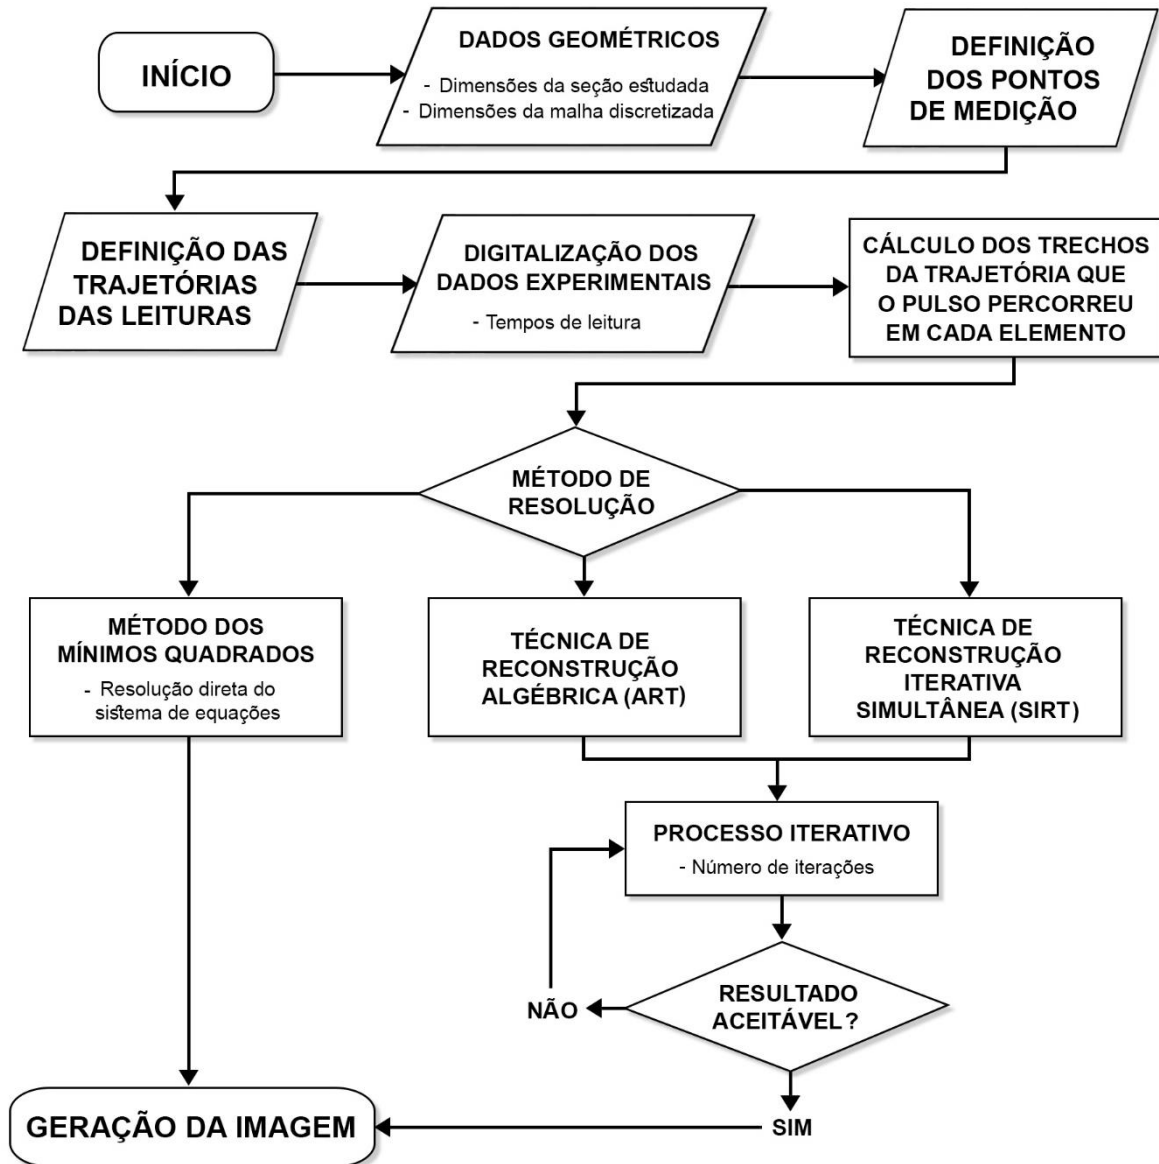 INÍCIO
DADOS GEOMÉTRICOS
- Dimensões da seção estudada
- Dimensões da malha discretizada
DEFINIÇÃO
DOS PONTOS
DE MEDIÇÃO
DEFINIÇÃO DAS
TRAJETÓRIAS
DAS LEITURAS
DIGITALIZAÇÃO DOS
DADOS EXPERIMENTAIS
- Tempos de leitura
CÁLCULO DOS TRECHOS
DA TRAJETÓRIA QUE
O PULSO PERCORREU
EM CADA ELEMENTO
MÉTODO DE
RESOLUÇÃO
MÉTODO DOS
MÍNIMOS QUADRADOS
- Resolução direta do
sistema de equações
TÉCNICA DE
RECONSTRUÇÃO
ALGÉBRICA (ART)
TÉCNICA DE
RECONSTRUÇÃO
ITERATIVA
SIMULTÂNEA (SIRT)
PROCESSO ITERATIVO
- Número de iterações
RESULTADO
ACEITÁVEL?
NÃO
SIM
GERAÇÃO DA IMAGEM